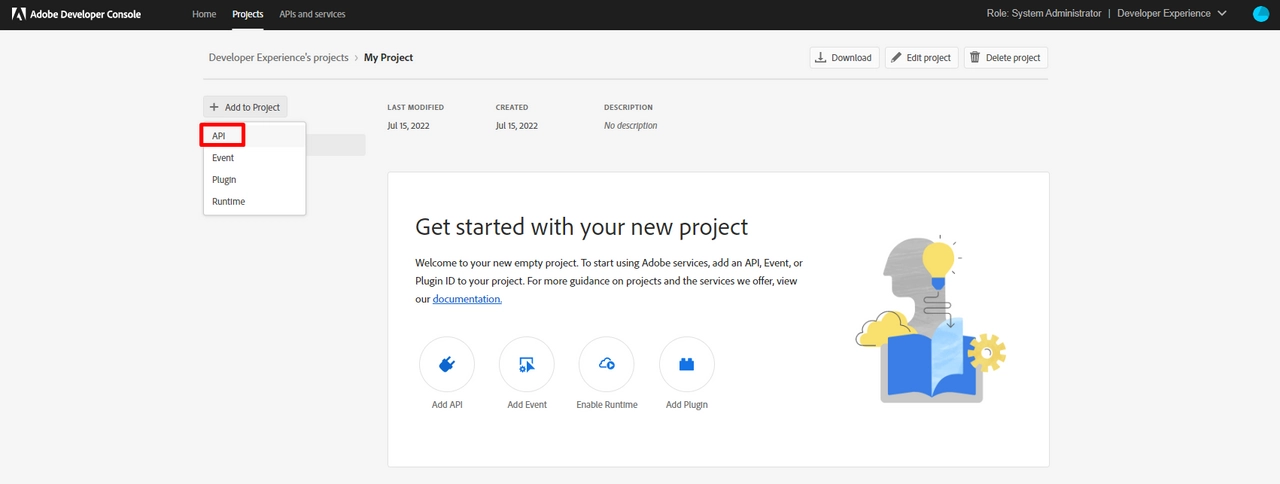 Adobe Developer Console
Home
Projects
APIs and services
Role: System Administrator | Developer Experience
Developer Experience's projects › My Project
Download
Edit project
Delete project
+ Add to Project
API
Event
Plugin
Runtime
LAST MODIFIED
Jul 15, 2022
CREATED
Jul 15, 2022
DESCRIPTION
No description
Get started with your new project
Welcome to your new empty project. To start using Adobe services, add an API, Event, or
Plugin ID to your project. For more guidance on projects and the services we offer, view
our documentation.
Add API
Add Event
Enable Runtime
Add Plugin